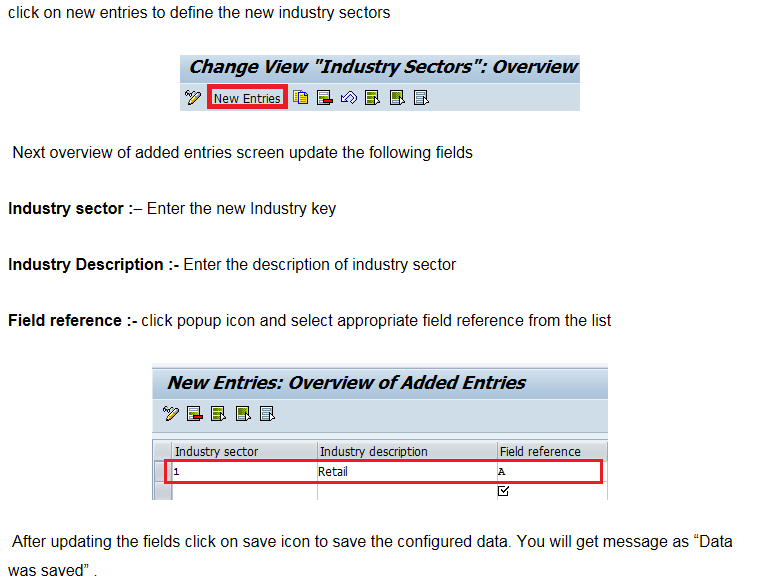 click on new entries to define the new industry sectors
Change View "Industry Sectors": Overview
New Entries
Next overview of added entries screen update the following fields
Industry sector :– Enter the new Industry key
Industry Description :- Enter the description of industry sector
Field reference :- click popup icon and select appropriate field reference from the list
New Entries: Overview of Added Entries
Industry sector Industry description Field reference
1 Retail A
After updating the fields click on save icon to save the configured data. You will get message as “Data
was saved” .